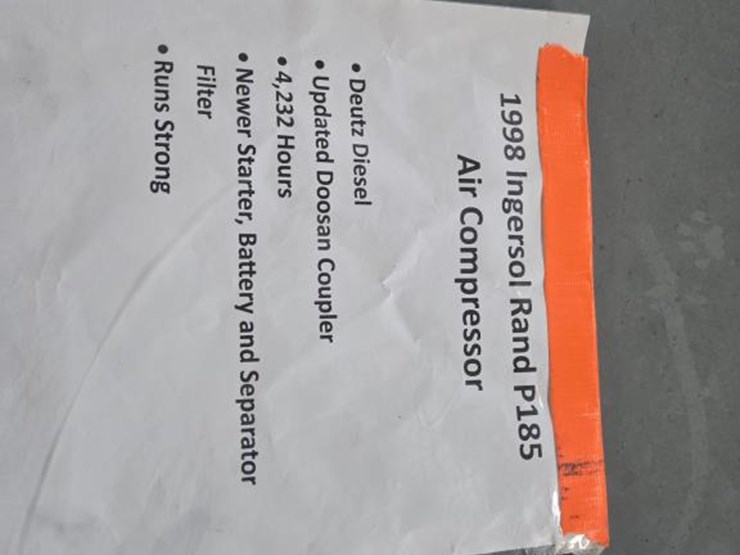 1998 Ingersol Rand P185
Air Compressor
• Deutz Diesel
• Updated Doosan Coupler
• 4,232 Hours
• Newer Starter, Battery and Separator
Filter
• Runs Strong